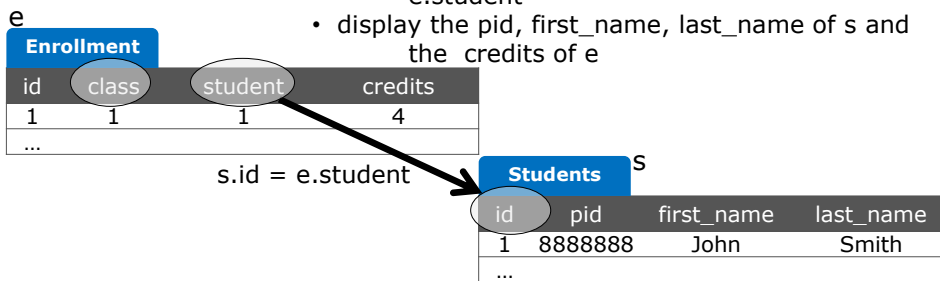 e.student
e
• display the pid, first_name, last_name of s and
the credits of e
Enrollment
id class student credits
1 1 1 4
...
s.id = e.student
Students
s
id pid first_name last_name
1 8888888 John Smith
...